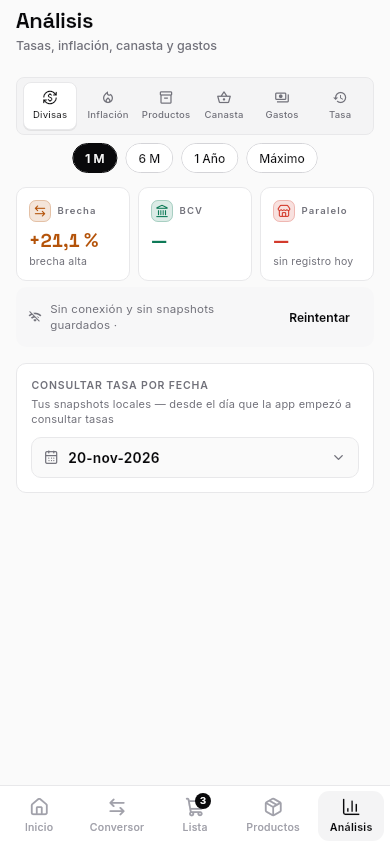 Análisis
Tasas, inflación, canasta y gastos
Divisas
Inflación
Productos
Canasta
Gastos
Tasa
1 M
6 M
1 Año
Máximo
Brecha
+21,1 %
brecha alta
BCV
—
Paralelo
—
sin registro hoy
Sin conexión y sin snapshots
guardados ·
Reintentar
CONSULTAR TASA POR FECHA
Tus snapshots locales — desde el día que la app empezó a
consultar tasas
20-nov-2026
3
Inicio
Conversor
Lista
Productos
Análisis